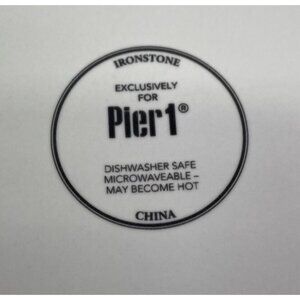 IRONSTONE
EXCLUSIVELY
FOR
Pier1®
DISHWASHER SAFE
MICROWAVEABLE –
MAY BECOME HOT
CHINA